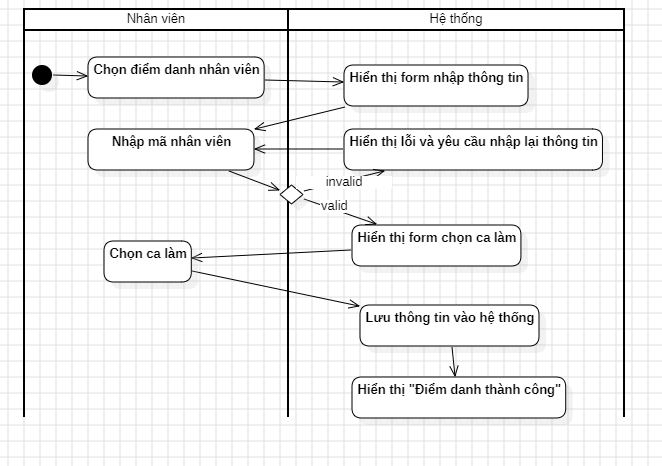 Nhân viên
Hệ thống
Chọn điểm danh nhân viên
Hiển thị form nhập thông tin
Nhập mã nhân viên
Hiển thị lỗi và yêu cầu nhập lại thông tin
invalid
valid
Hiển thị form chọn ca làm
Chọn ca làm
Lưu thông tin vào hệ thống
Hiển thị "Điểm danh thành công"